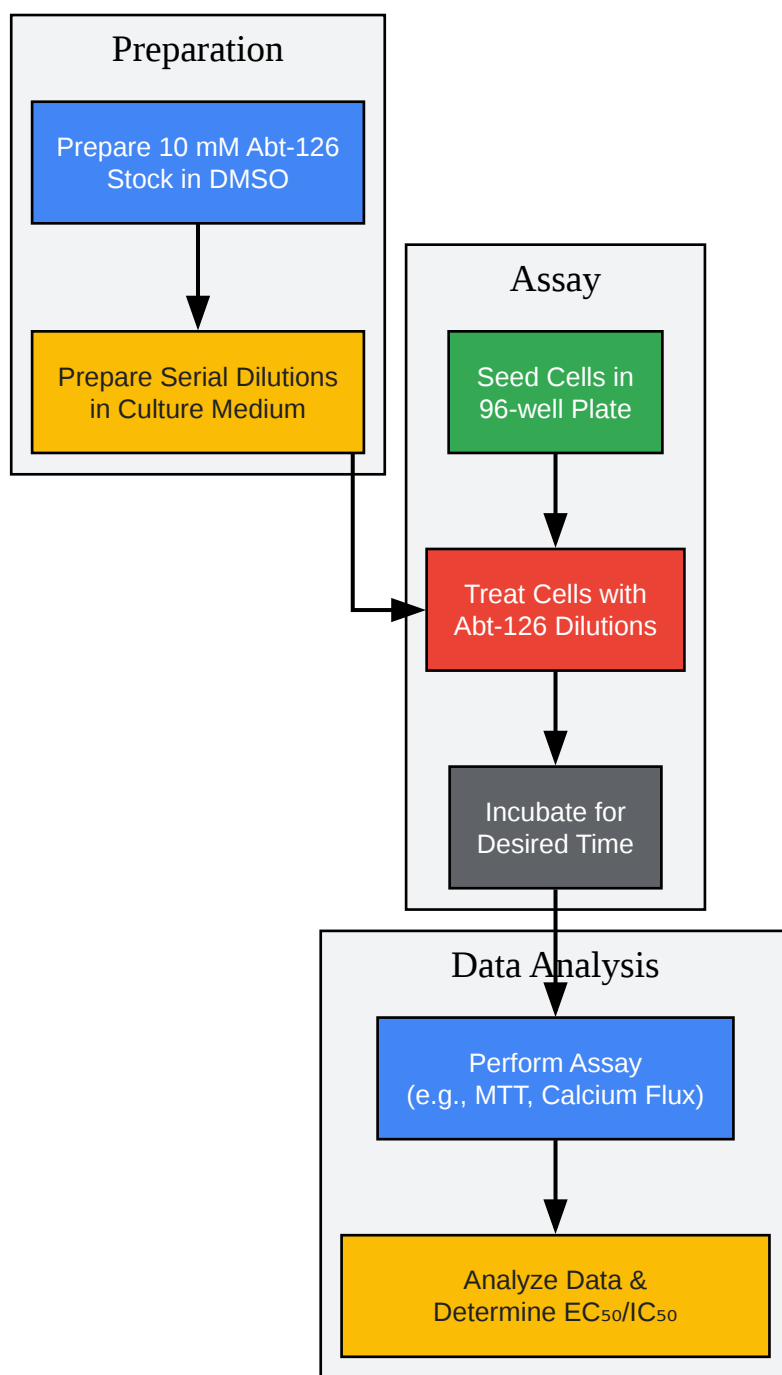 Preparation
Prepare 10 mM Abt-126
Stock in DMSO
Prepare Serial Dilutions
in Culture Medium
Assay
Seed Cells in
96-well Plate
Treat Cells with
Abt-126 Dilutions
Incubate for
Desired Time
Data Analysis
Perform Assay
(e.g., MTT, Calcium Flux)
Analyze Data &
Determine EC₅₀/IC₅₀